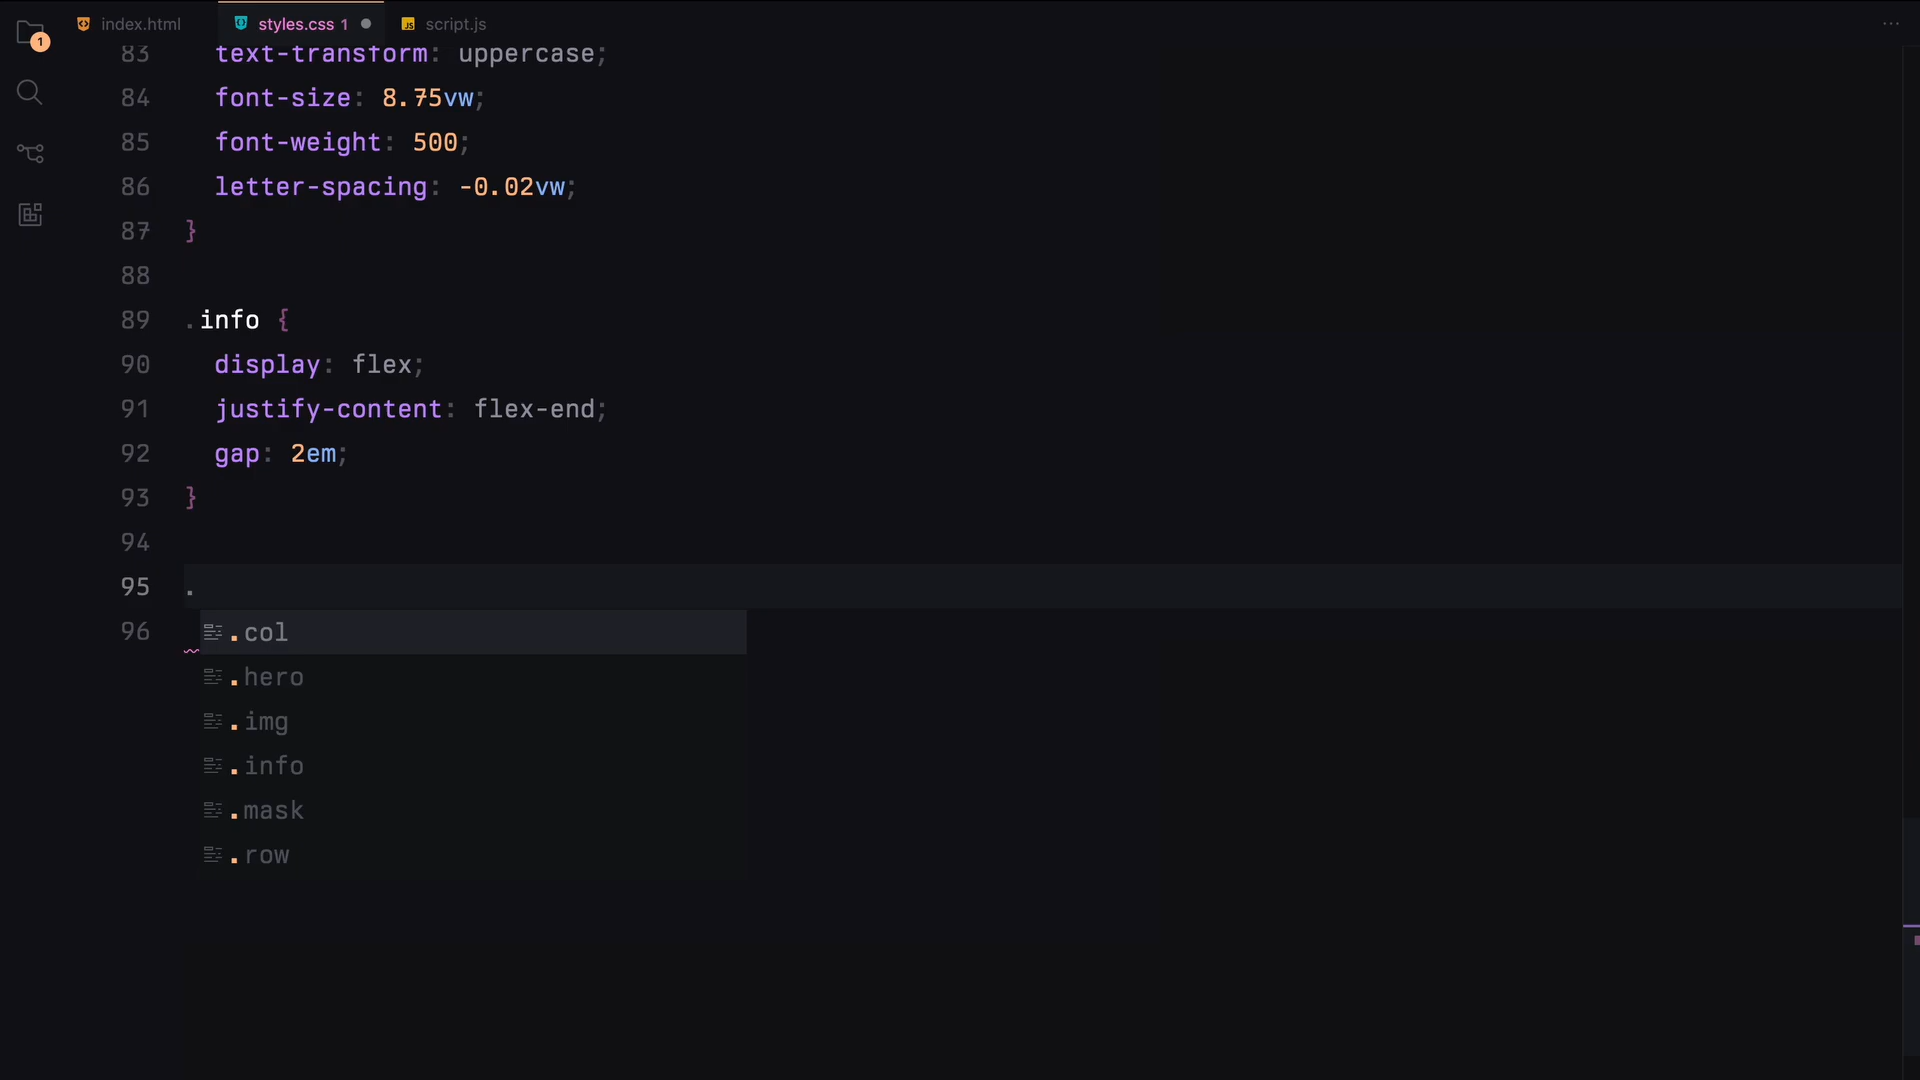 index.html
styles.css 1
script.js
...
1
83 text-transform: uppercase;
84 font-size: 8.75vw;
85 font-weight: 500;
86 letter-spacing: -0.02vw;
87 }
88
89 .info {
90 display: flex;
91 justify-content: flex-end;
92 gap: 2em;
93 }
94
95 .
96
.col
.hero
.img
.info
.mask
.row